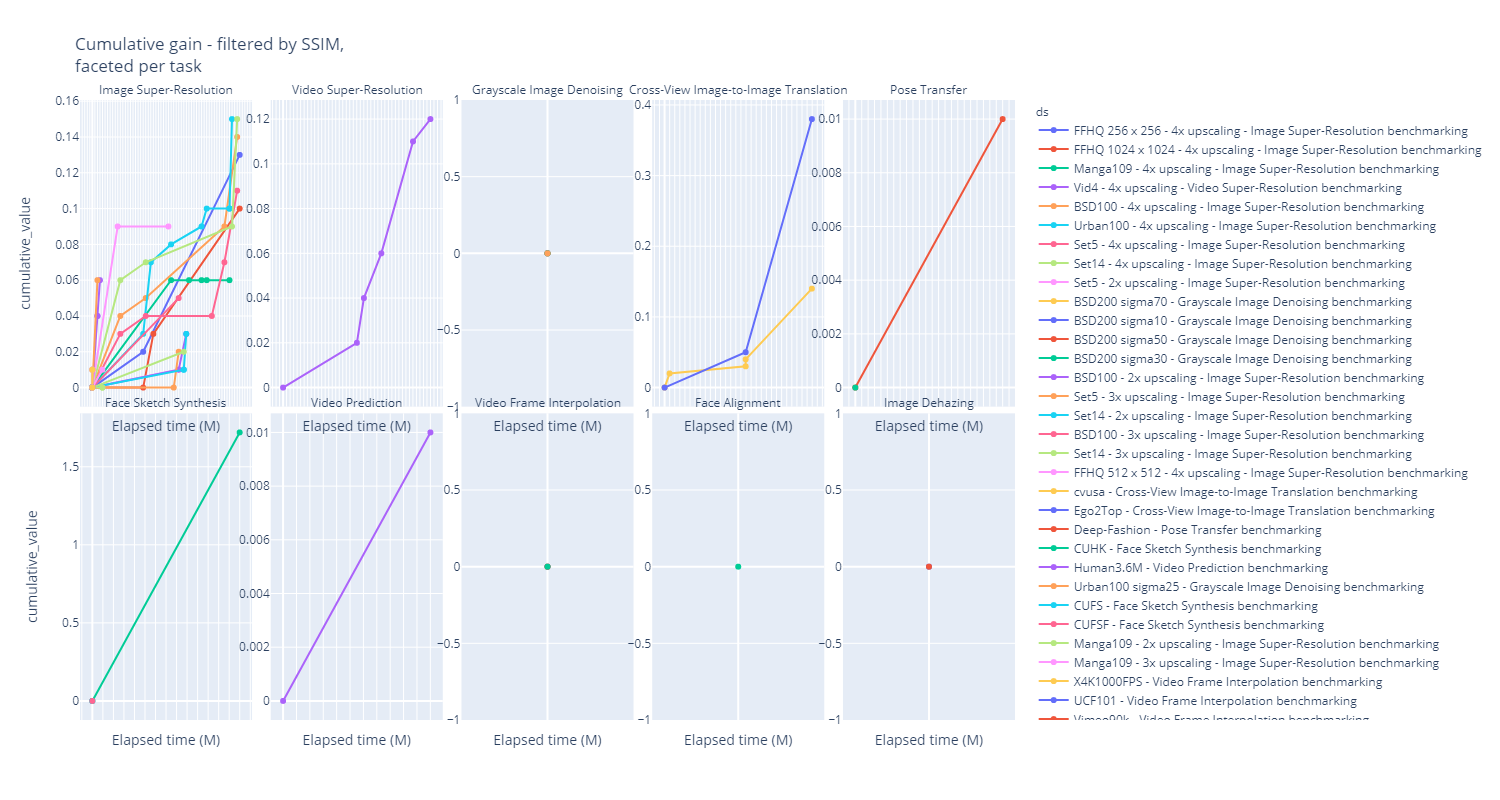 Cumulative gain - filtered by SSIM,
faceted per task
Image Super-Resolution
Video Super-Resolution
Grayscale Image Denoising
Cross-View Image-to-Image Translation
Pose Transfer
cumulative_value
0.16
0.14
0.12
0.1
0.08
0.06
0.04
0.02
0
0.12
0.1
0.08
0.06
0.04
0.02
0
1
0.5
0
−0.5
−1
0.4
0.3
0.2
0.1
0
0.01
0.008
0.006
0.004
0.002
0
Face Sketch Synthesis
Video Prediction
Video Frame Interpolation
Face Alignment
Image Dehazing
Elapsed time (M)
Elapsed time (M)
Elapsed time (M)
Elapsed time (M)
Elapsed time (M)
cumulative_value
1.5
1
0.5
0
0.01
0.008
0.006
0.004
0.002
0
1
0.5
0
−0.5
−1
1
0.5
0
−0.5
−1
1
0.5
0
−0.5
−1
Elapsed time (M)
Elapsed time (M)
Elapsed time (M)
Elapsed time (M)
Elapsed time (M)
ds
FFHQ 256 x 256 - 4x upscaling - Image Super-Resolution benchmarking
FFHQ 1024 x 1024 - 4x upscaling - Image Super-Resolution benchmarking
Manga109 - 4x upscaling - Image Super-Resolution benchmarking
Vid4 - 4x upscaling - Video Super-Resolution benchmarking
BSD100 - 4x upscaling - Image Super-Resolution benchmarking
Urban100 - 4x upscaling - Image Super-Resolution benchmarking
Set5 - 4x upscaling - Image Super-Resolution benchmarking
Set14 - 4x upscaling - Image Super-Resolution benchmarking
Set5 - 2x upscaling - Image Super-Resolution benchmarking
BSD200 sigma70 - Grayscale Image Denoising benchmarking
BSD200 sigma10 - Grayscale Image Denoising benchmarking
BSD200 sigma50 - Grayscale Image Denoising benchmarking
BSD200 sigma30 - Grayscale Image Denoising benchmarking
BSD100 - 2x upscaling - Image Super-Resolution benchmarking
Set5 - 3x upscaling - Image Super-Resolution benchmarking
Set14 - 2x upscaling - Image Super-Resolution benchmarking
BSD100 - 3x upscaling - Image Super-Resolution benchmarking
Set14 - 3x upscaling - Image Super-Resolution benchmarking
FFHQ 512 x 512 - 4x upscaling - Image Super-Resolution benchmarking
cvusa - Cross-View Image-to-Image Translation benchmarking
Ego2Top - Cross-View Image-to-Image Translation benchmarking
Deep-Fashion - Pose Transfer benchmarking
CUHK - Face Sketch Synthesis benchmarking
Human3.6M - Video Prediction benchmarking
Urban100 sigma25 - Grayscale Image Denoising benchmarking
CUFS - Face Sketch Synthesis benchmarking
CUFSF - Face Sketch Synthesis benchmarking
Manga109 - 2x upscaling - Image Super-Resolution benchmarking
Manga109 - 3x upscaling - Image Super-Resolution benchmarking
X4K1000FPS - Video Frame Interpolation benchmarking
UCF101 - Video Frame Interpolation benchmarking
Vimeo90k - Video Frame Interpolation benchmarking